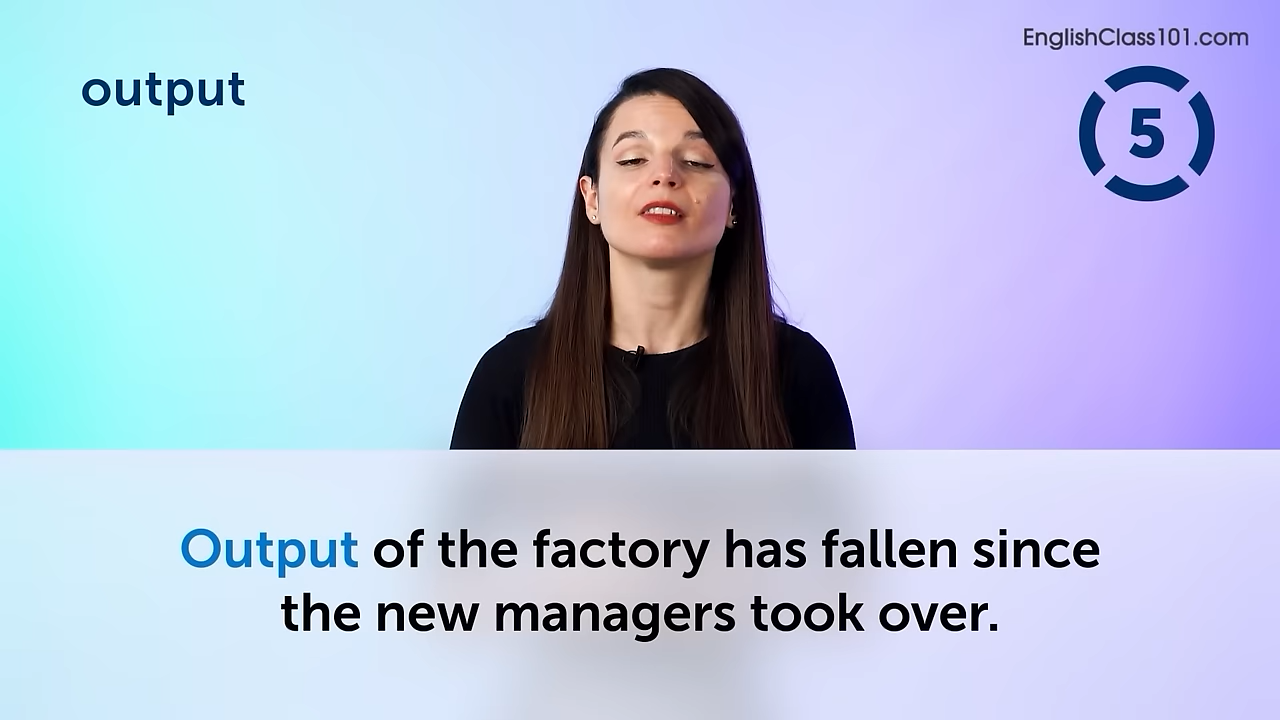 EnglishClass101.com
output
5
Output of the factory has fallen since
the new managers took over.